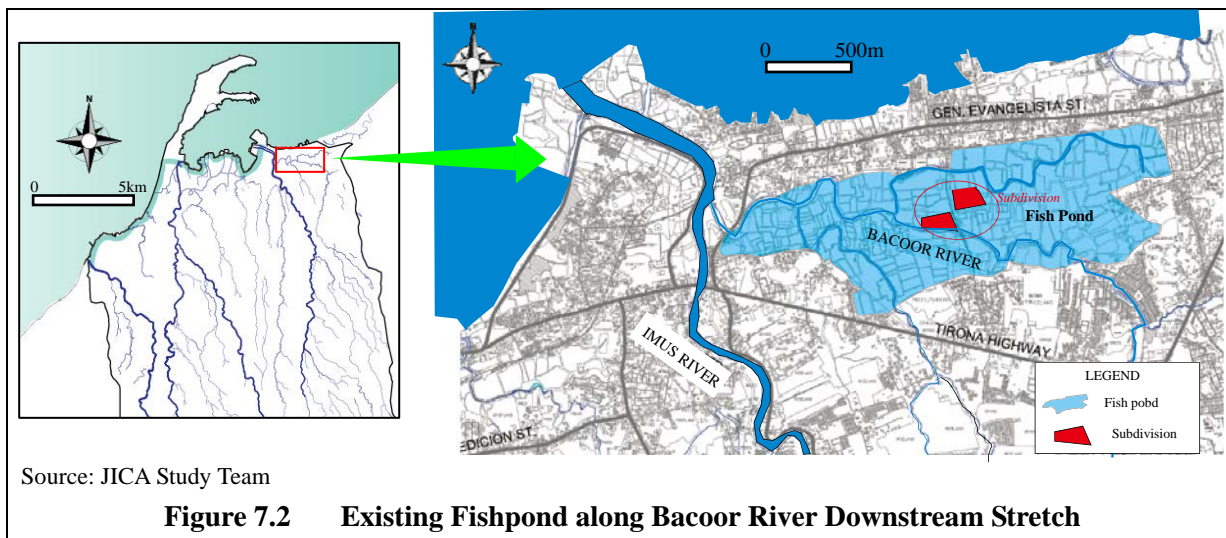 N
0
5km
N
0
500m
GEN. EVANGELISTA ST.
Subdivision
Fish Pond
BACOOR RIVER
IMUS RIVER
TIRONA HIGHWAY
EDICION ST.
LEGEND
Fish pobd
Subdivision
Source: JICA Study Team
Figure 7.2 Existing Fishpond along Bacoor River Downstream Stretch